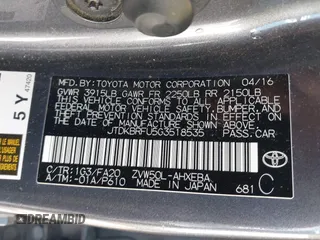 MFD.BY:TOYOTA MOTOR CORPORATION 04/16
GVWR 3915LB GAWR FR 2250LB RR 2150LB
THIS VEHICLE CONFORMS TO ALL APPLICABLE
FEDERAL MOTOR VEHICLE SAFETY, BUMPER, AND
THEFT PREVENTION STANDARDS IN EFFECT ON
THE DATE OF MANUFACTURE SHOWN ABOVE.
JTDKBRFU5G3518535 PASS-CAR
C/TR:1G3/FA20 ZVW50L-AHXEBA
A/TM:-01A/P610 MADE IN JAPAN 681 C
TOYOTA
5 Y
DREAMBID